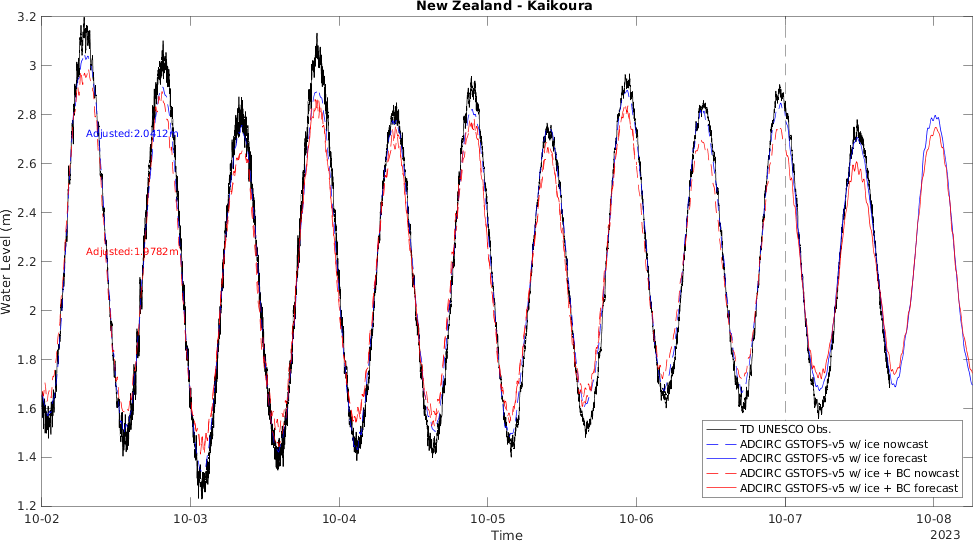 New Zealand - Kaikoura
Water Level (m)
3.2
3
2.8
2.6
2.4
2.2
2
1.8
1.6
1.4
1.2
Adjusted:2.0412m
Adjusted:1.9782m
TD UNESCO Obs.
ADCIRC GSTOFS-v5 w/ ice nowcast
ADCIRC GSTOFS-v5 w/ ice forecast
ADCIRC GSTOFS-v5 w/ ice + BC nowcast
ADCIRC GSTOFS-v5 w/ ice + BC forecast
10-02 10-03 10-04 10-05 10-06 10-07 10-08
Time
2023